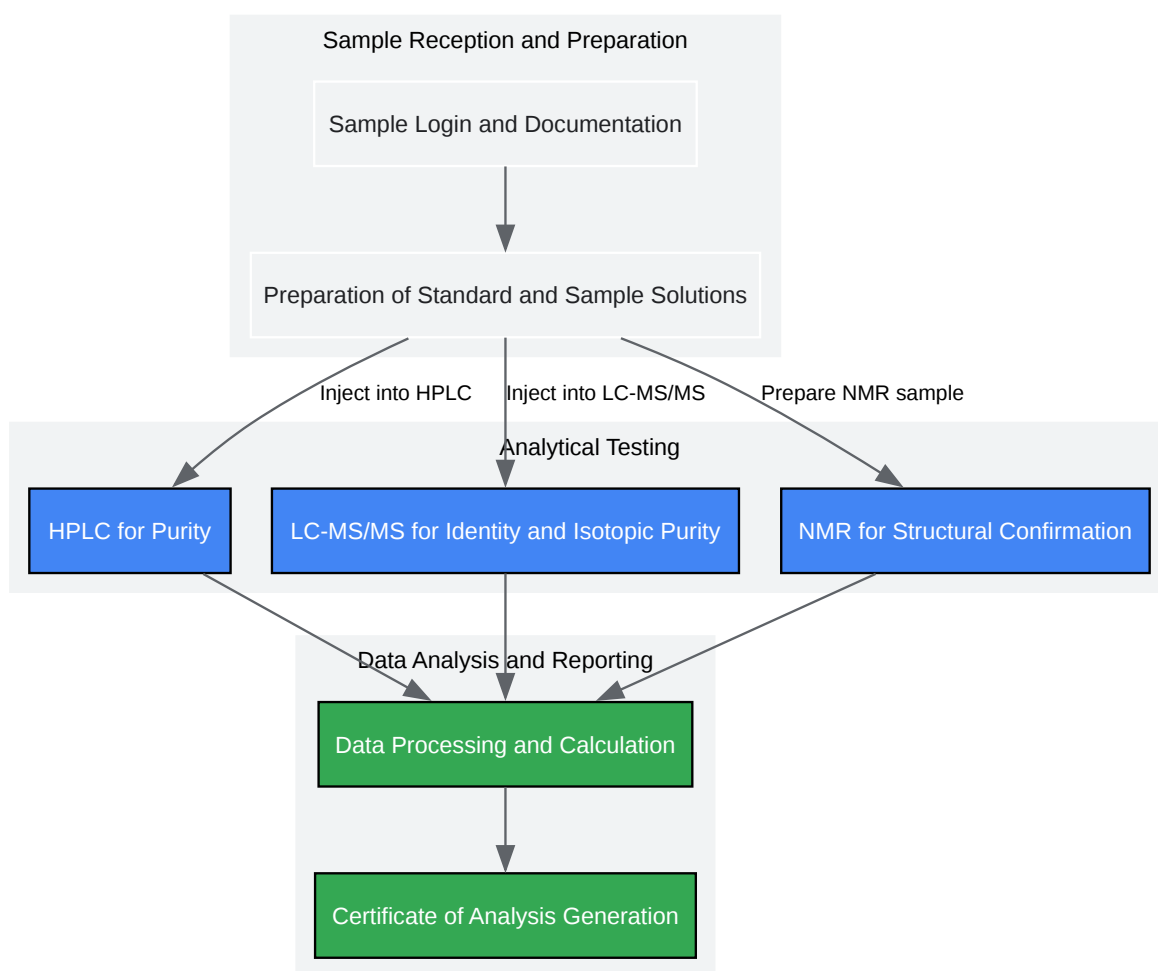 Sample Reception and Preparation
Sample Login and Documentation
Preparation of Standard and Sample Solutions
Inject into HPLC
Inject into LC-MS/MS
Prepare NMR sample
Analytical Testing
HPLC for Purity
LC-MS/MS for Identity and Isotopic Purity
NMR for Structural Confirmation
Data Analysis and Reporting
Data Processing and Calculation
Certificate of Analysis Generation